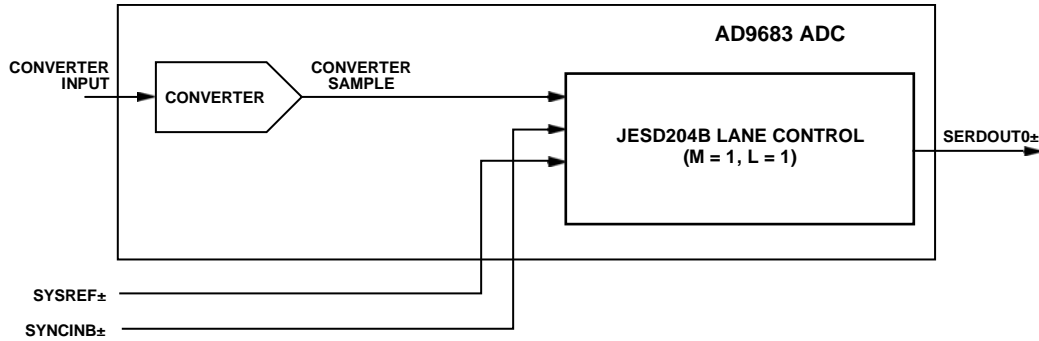 AD9683 ADC
CONVERTER
INPUT
CONVERTER
CONVERTER
SAMPLE
JESD204B LANE CONTROL
(M = 1, L = 1)
SERDOUT0±
SYSREF±
SYNCINB±